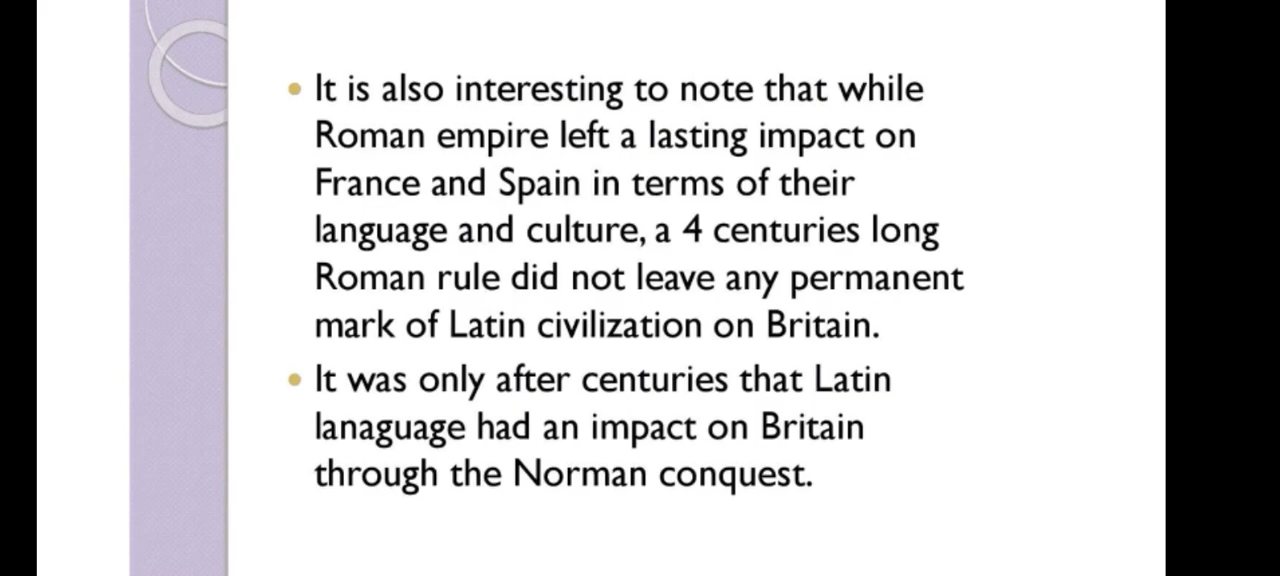 • It is also interesting to note that while
Roman empire left a lasting impact on
France and Spain in terms of their
language and culture, a 4 centuries long
Roman rule did not leave any permanent
mark of Latin civilization on Britain.
• It was only after centuries that Latin
lanaguage had an impact on Britain
through the Norman conquest.